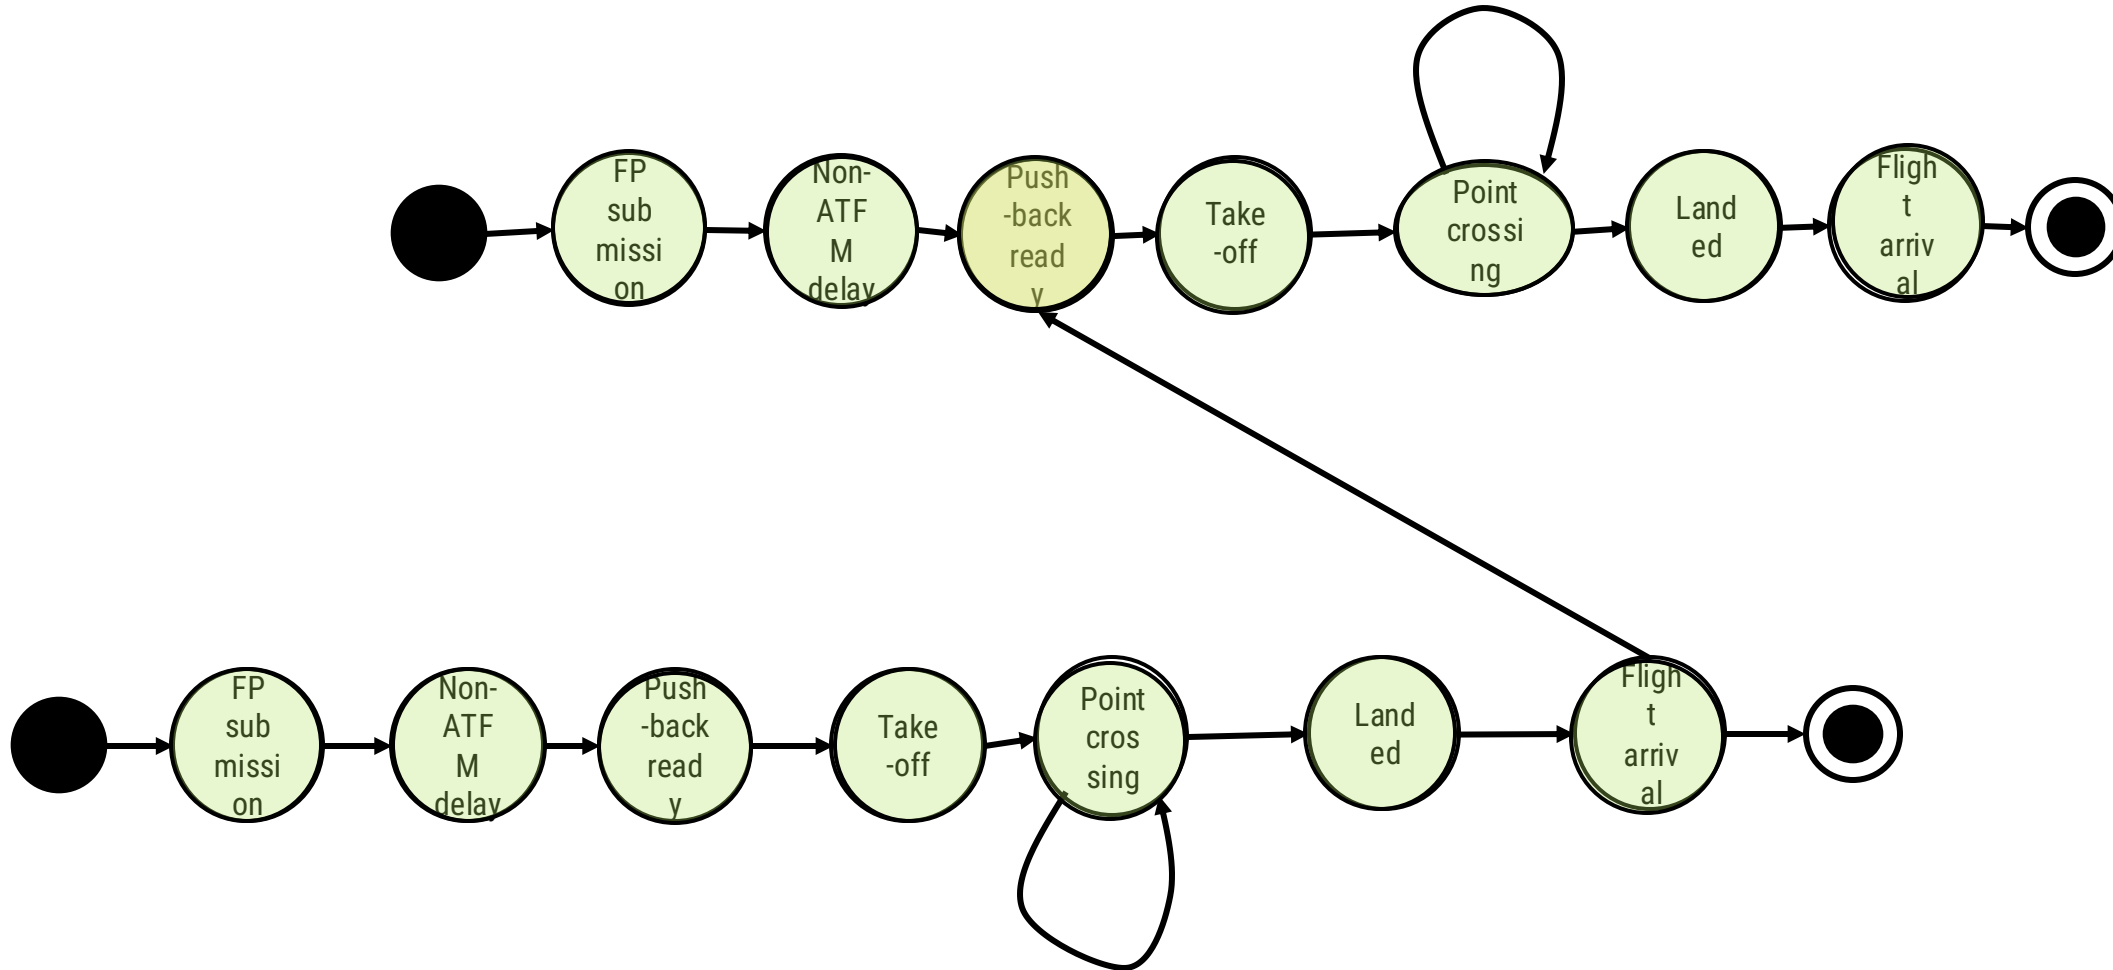 FP
sub
missi
on
Non-
ATF
M
delay
Push
-back
read
y
Take
-off
Point
crossi
ng
Land
ed
Fligh
t
arriv
al
FP
sub
missi
on
Non-
ATF
M
delay
Push
-back
read
y
Take
-off
Point
cros
sing
Land
ed
Fligh
t
arriv
al